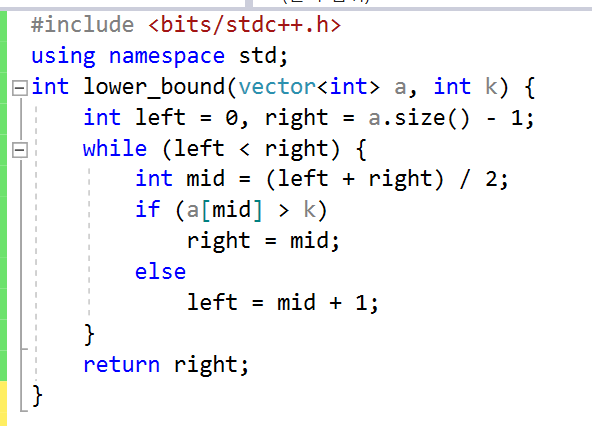 #include <bits/stdc++.h>
using namespace std;
int lower_bound(vector<int> a, int k) {
    int left = 0, right = a.size() - 1;
    while (left < right) {
        int mid = (left + right) / 2;
        if (a[mid] > k)
            right = mid;
        else
            left = mid + 1;
    }
    return right;
}